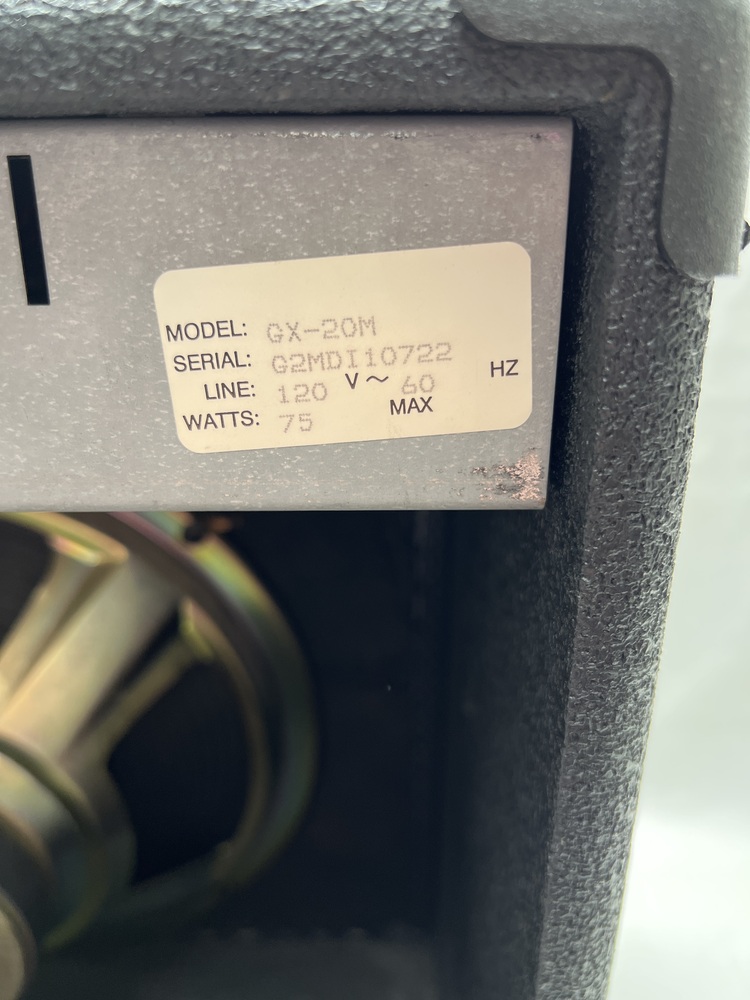 MODEL: GX-20M
SERIAL: G2MDI10722
LINE: 120 V~ 60 HZ
WATTS: 75 MAX